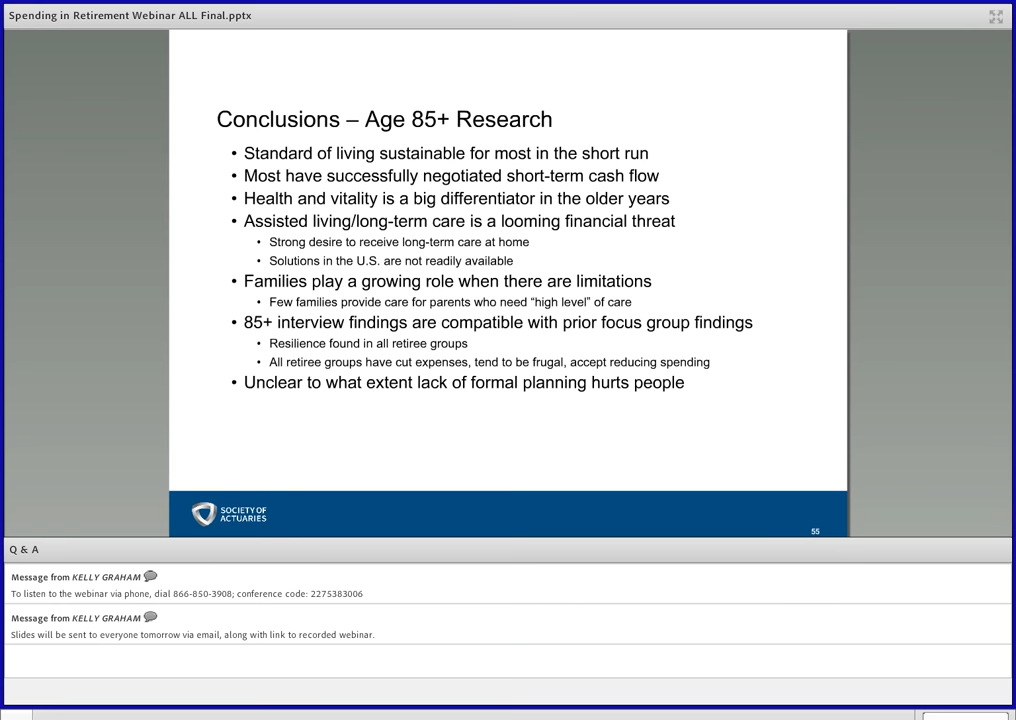 Spending in Retirement Webinar ALL Final.pptx
Conclusions – Age 85+ Research
• Standard of living sustainable for most in the short run
• Most have successfully negotiated short-term cash flow
• Health and vitality is a big differentiator in the older years
• Assisted living/long-term care is a looming financial threat
• Strong desire to receive long-term care at home
• Solutions in the U.S. are not readily available
• Families play a growing role when there are limitations
• Few families provide care for parents who need “high level” of care
• 85+ interview findings are compatible with prior focus group findings
• Resilience found in all retiree groups
• All retiree groups have cut expenses, tend to be frugal, accept reducing spending
• Unclear to what extent lack of formal planning hurts people
SOCIETY OF
ACTUARIES
55
Q & A
Message from KELLY GRAHAM
To listen to the webinar via phone, dial 866-850-3908; conference code: 2275383006
Message from KELLY GRAHAM
Slides will be sent to everyone tomorrow via email, along with link to recorded webinar.